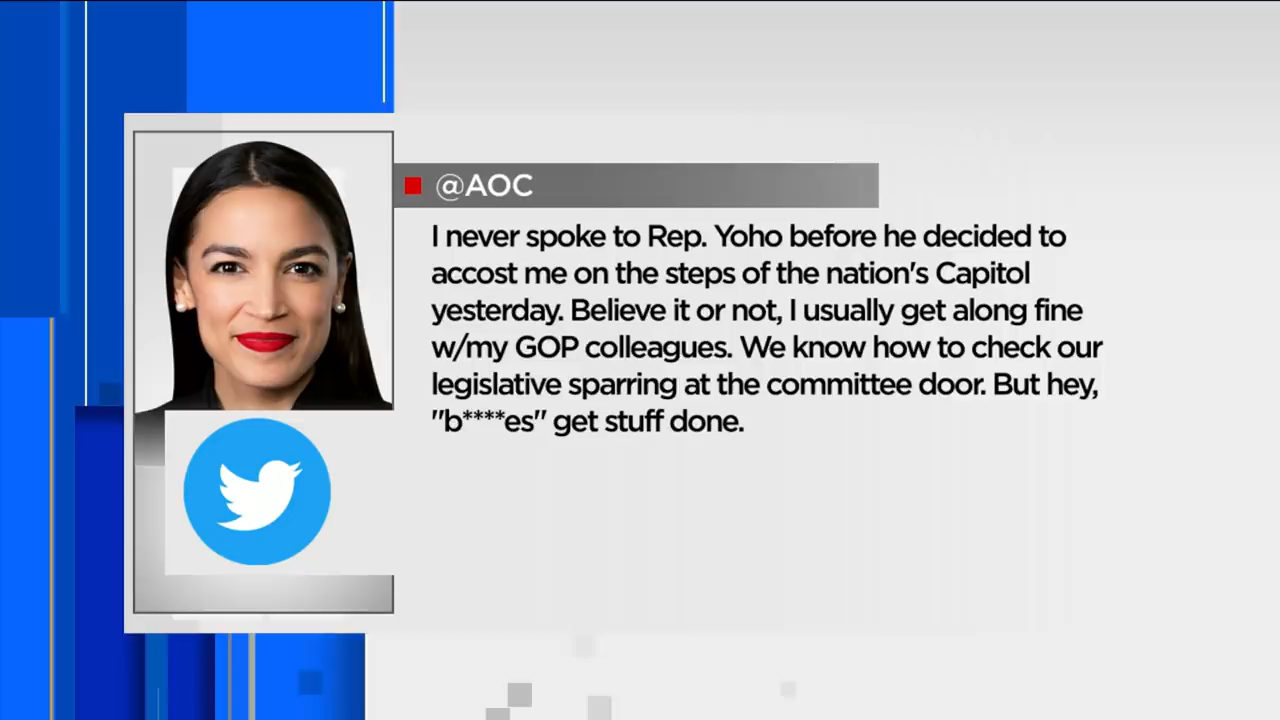 @AOC
I never spoke to Rep. Yoho before he decided to
accost me on the steps of the nation's Capitol
yesterday. Believe it or not, I usually get along fine
w/my GOP colleagues. We know how to check our
legislative sparring at the committee door. But hey,
"b****es" get stuff done.